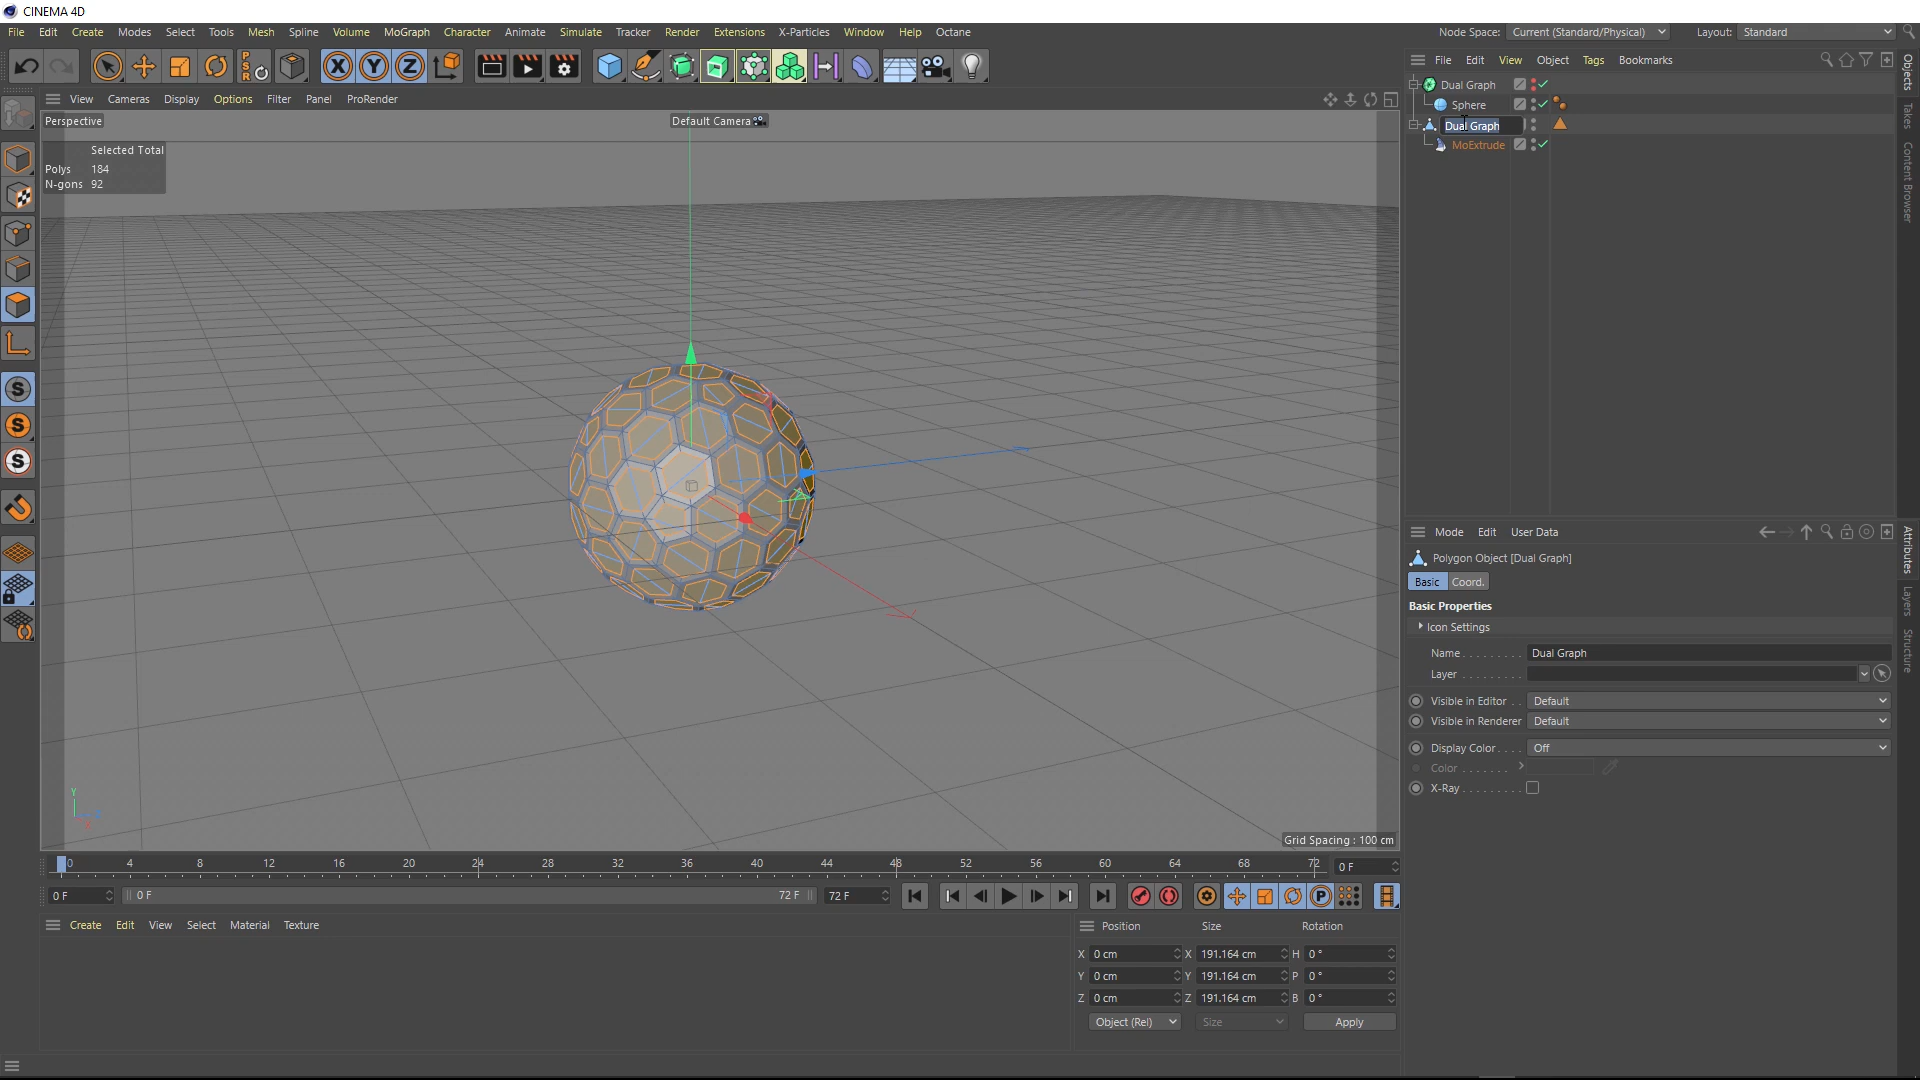 CINEMA 4D
File Edit Create Modes Select Tools Mesh Spline Volume MoGraph Character Animate Simulate Tracker Render Extensions X-Particles Window Help Octane
Node Space: Current (Standard/Physical) Layout: Standard
File Edit View Object Tags Bookmarks
Dual Graph
Sphere
Dual Graph
MoExtrude
Objects
Takes
Content Browser
View Cameras Display Options Filter Panel ProRender
Perspective
Default Camera
Selected Total
Polys 184
N-gons 92
Y
Grid Spacing : 100 cm
Mode Edit User Data
Polygon Object [Dual Graph]
Basic Coord.
Basic Properties
Icon Settings
Name Dual Graph
Layer
Visible in Editor Default
Visible in Renderer Default
Display Color Off
Color
X-Ray
Attributes
Layers
Structure
0 4 8 12 16 20 24 28 32 36 40 44 48 52 56 60 64 68 72 0 F
0 F 0 F 72 F 72 F
Create Edit View Select Material Texture
Position Size Rotation
X 0 cm X 191.164 cm H 0 °
Y 0 cm Y 191.164 cm P 0 °
Z 0 cm Z 191.164 cm B 0 °
Object (Rel) Size Apply